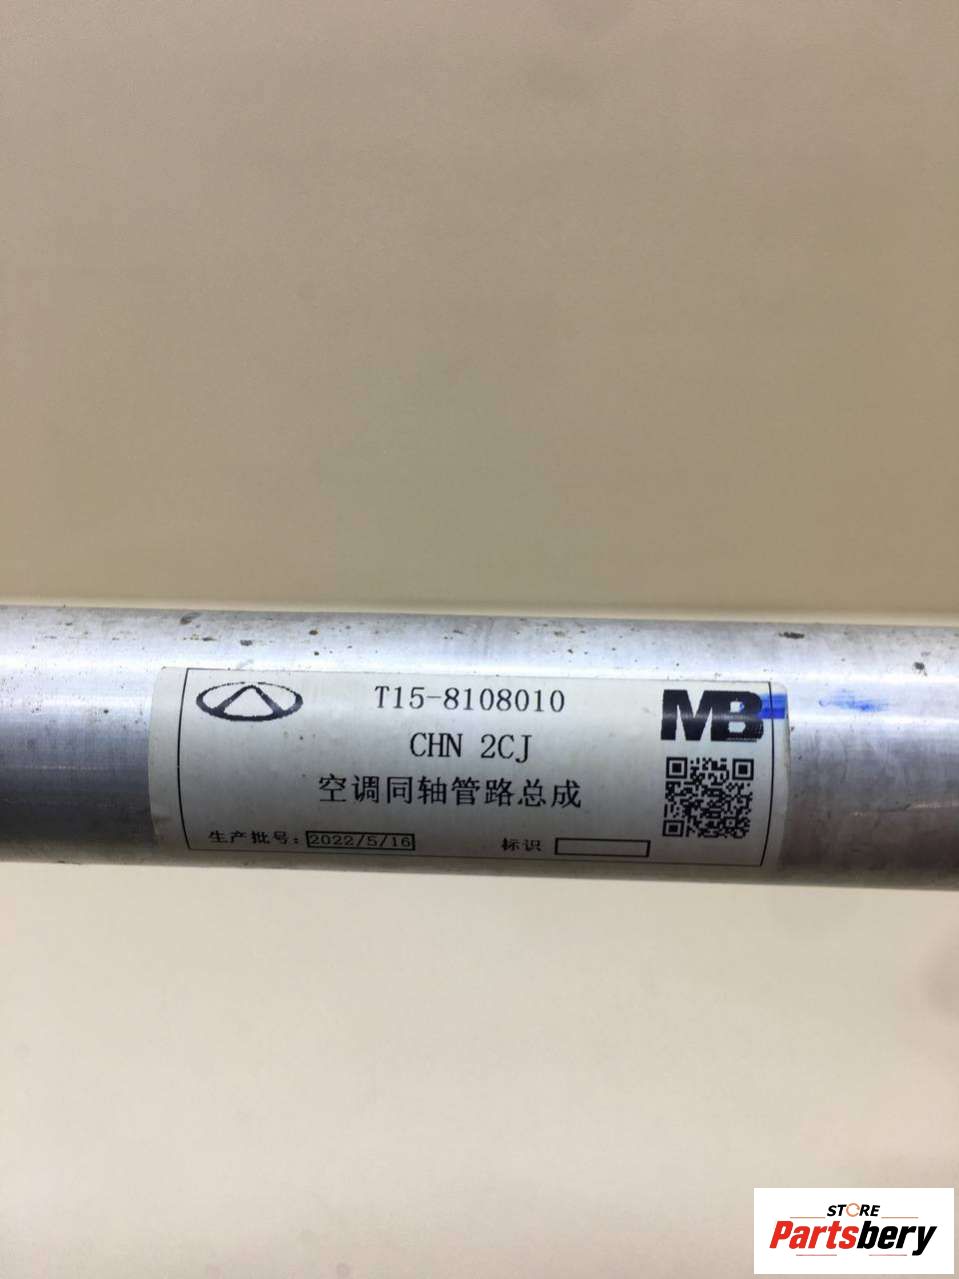 T15-8108010
MB
CHN 2CJ
空调同轴管路总成
生产批号：2022/5/16
标识
STORE
Partsbery